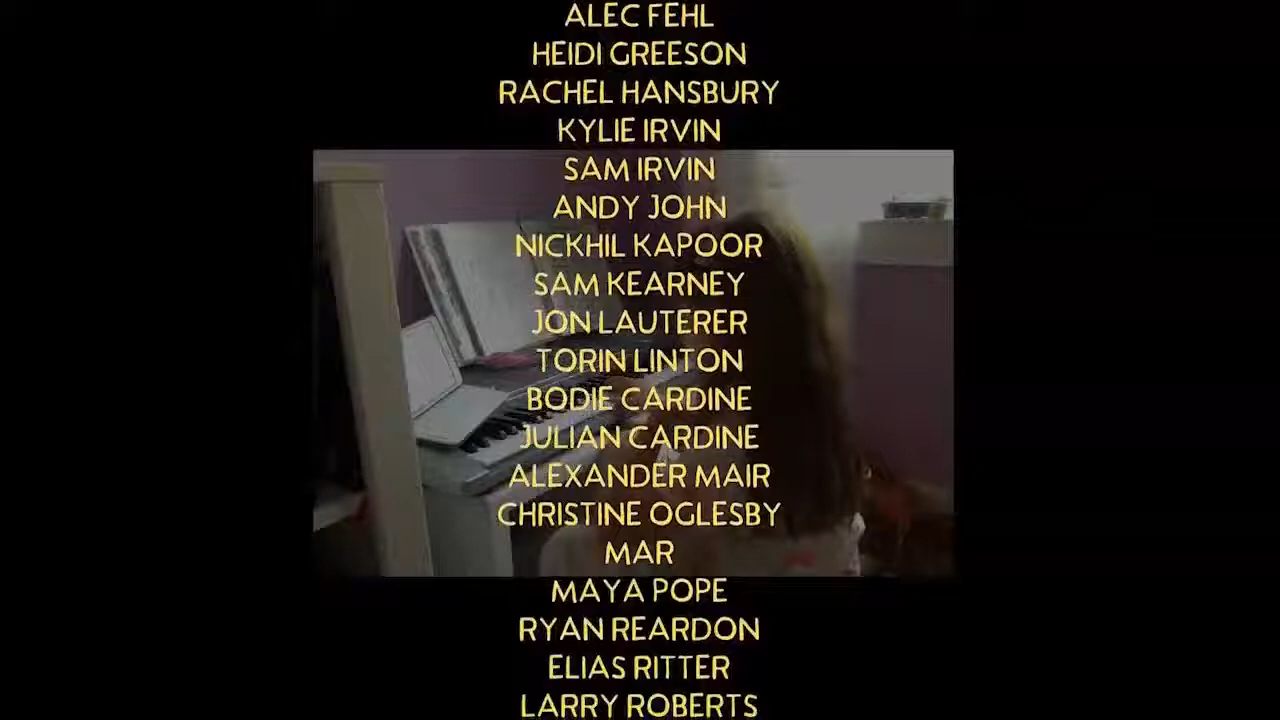 ALEC FEHL
HEIDI GREESON
RACHEL HANSBURY
KYLIE IRVIN
SAM IRVIN
ANDY JOHN
NICKHIL KAPOOR
SAM KEARNEY
JON LAUTERER
TORIN LINTON
BODIE CARDINE
JULIAN CARDINE
ALEXANDER MAIR
CHRISTINE OGLESBY
MAR
MAYA POPE
RYAN REARDON
ELIAS RITTER
LARRY ROBERTS